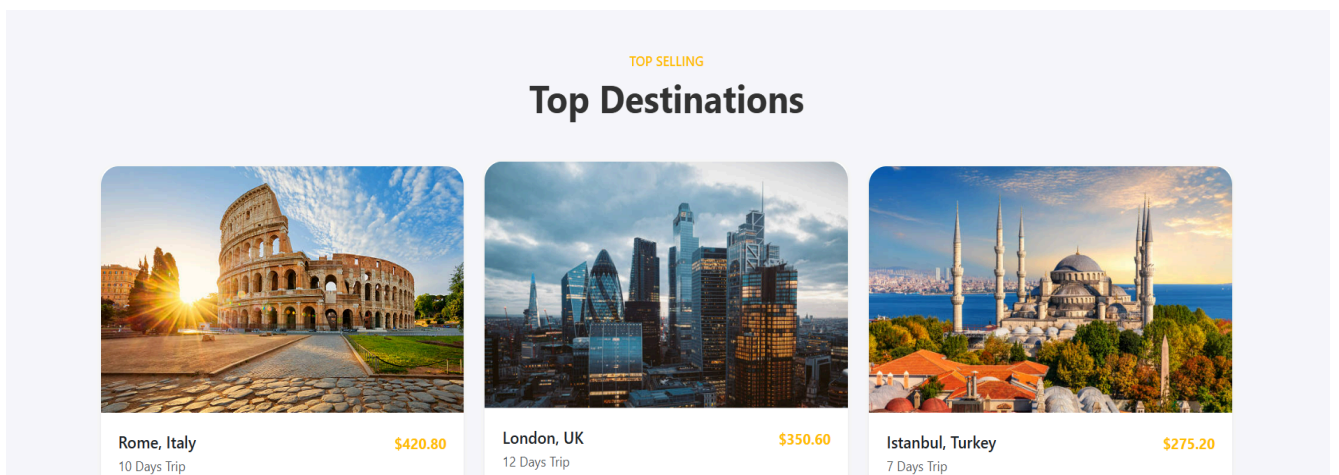 TOP SELLING
Top Destinations
Rome, Italy
$420.80
10 Days Trip
London, UK
$350.60
12 Days Trip
Istanbul, Turkey
$275.20
7 Days Trip